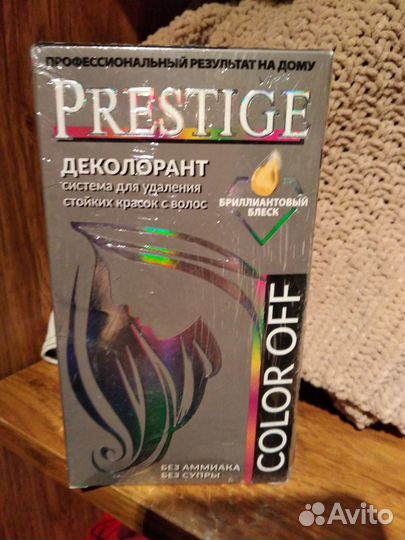 ПРОФЕССИОНАЛЬНЫЙ РЕЗУЛЬТАТ НА ДОМУ
PRESTIGE
ДЕКОЛОРАНТ
система для удаления
стойких красок с волос
БРИЛЛИАНТОВЫЙ
БЛЕСК
COLOR OFF
БЕЗ АММИАКА
БЕЗ СУПРЫ
Avito